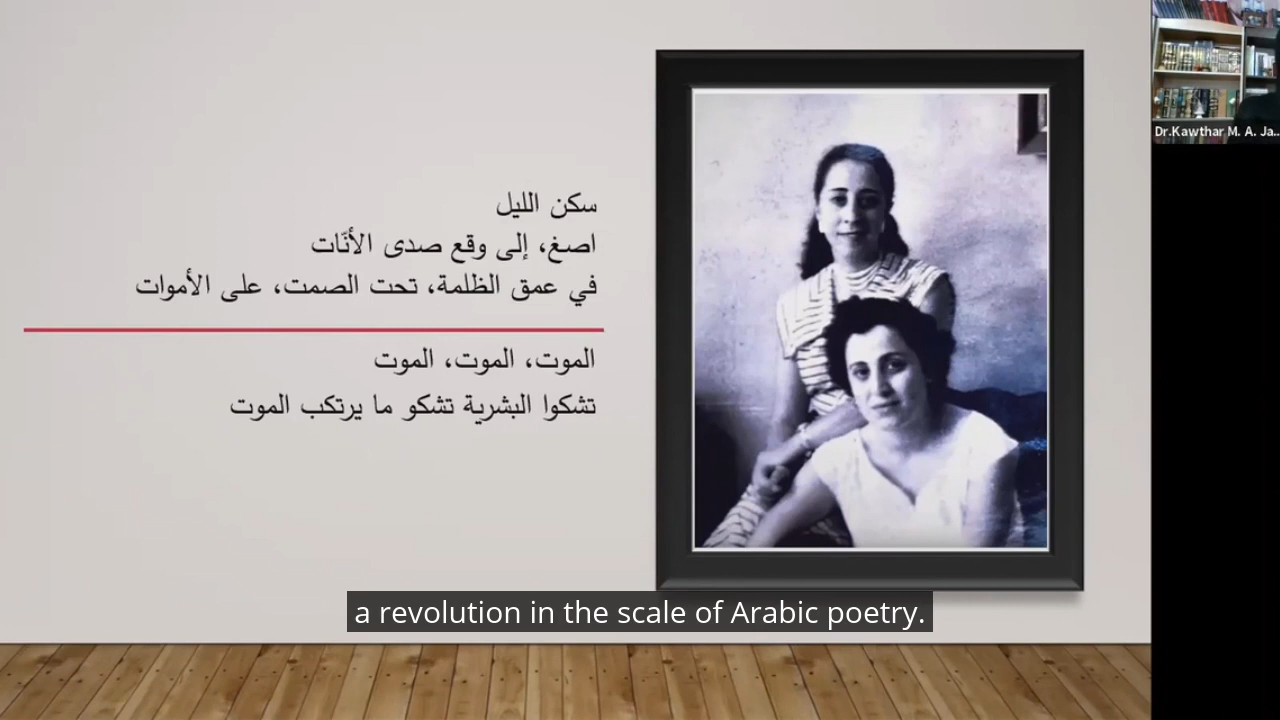 سكن الليل
اصغ، إلى وقع صدى الأنّات
في عمق الظلمة، تحت الصمت، على الأموات
الموت، الموت، الموت
تشكوا البشرية تشكو ما يرتكب الموت
a revolution in the scale of Arabic poetry.
Dr.Kawthar M. A. Ja...